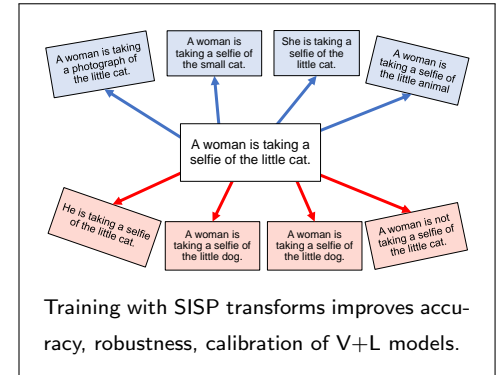 A woman is taking
a photograph of
the little cat.
A woman is
taking a selfie of
the small cat.
She is taking a
selfie of the
little cat.
A woman is
taking a selfie of
the little animal
A woman is taking a
selfie of the little cat.
He is taking a selfie
of the little cat.
A woman is
taking a selfie of
the little dog.
A woman is
taking a selfie of
the little dog.
A woman is not
taking a selfie of
the little cat.
Training with SISP transforms improves accu-
racy, robustness, calibration of V+L models.